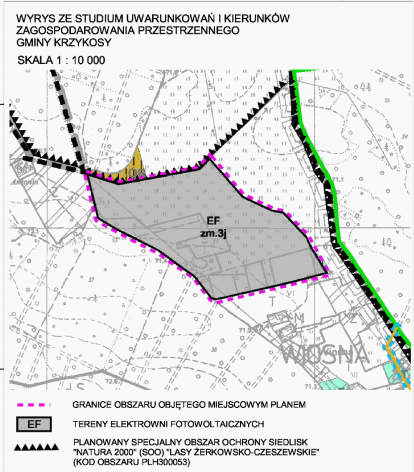 WYRYS ZE STUDIUM UWARUNKOWAŃ I KIERUNKÓW
ZAGOSPODAROWANIA PRZESTRZENNEGO
GMINY KRZYKOSY
SKALA 1 : 10 000
EF
zm.3j
WIOSNA
GRANICE OBSZARU OBJĘTEGO MIEJSCOWYM PLANEM
EF
TERENY ELEKTROWNI FOTOWOLTAICZNYCH
PLANOWANY SPECJALNY OBSZAR OCHRONY SIEDLISK
"NATURA 2000" (SOO) "LASY ŻERKOWSKO-CZESZEWSKIE"
(KOD OBSZARU PLH300053)